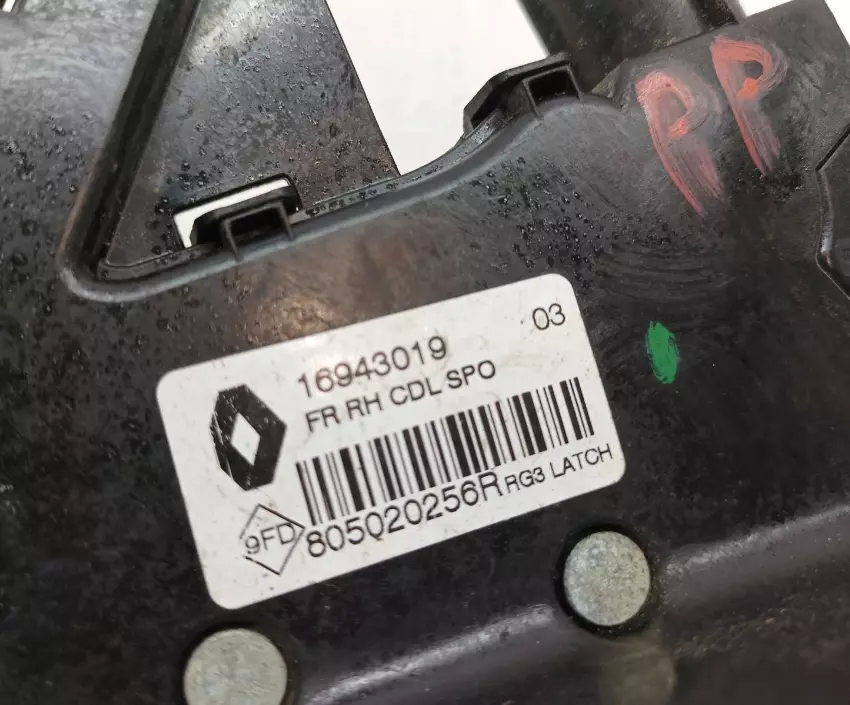 PP
16943019
03
FR RH CDL SPO
805020256R
RG3 LATCH
9FD